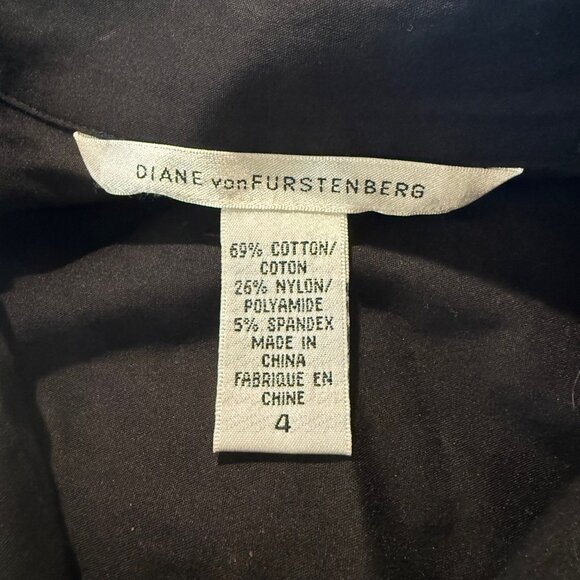 DIANE vonFURSTENBERG
69% COTTON/
COTON
26% NYLON/
POLYAMIDE
5% SPANDEX
MADE IN
CHINA
FABRIQUE EN
CHINE
4